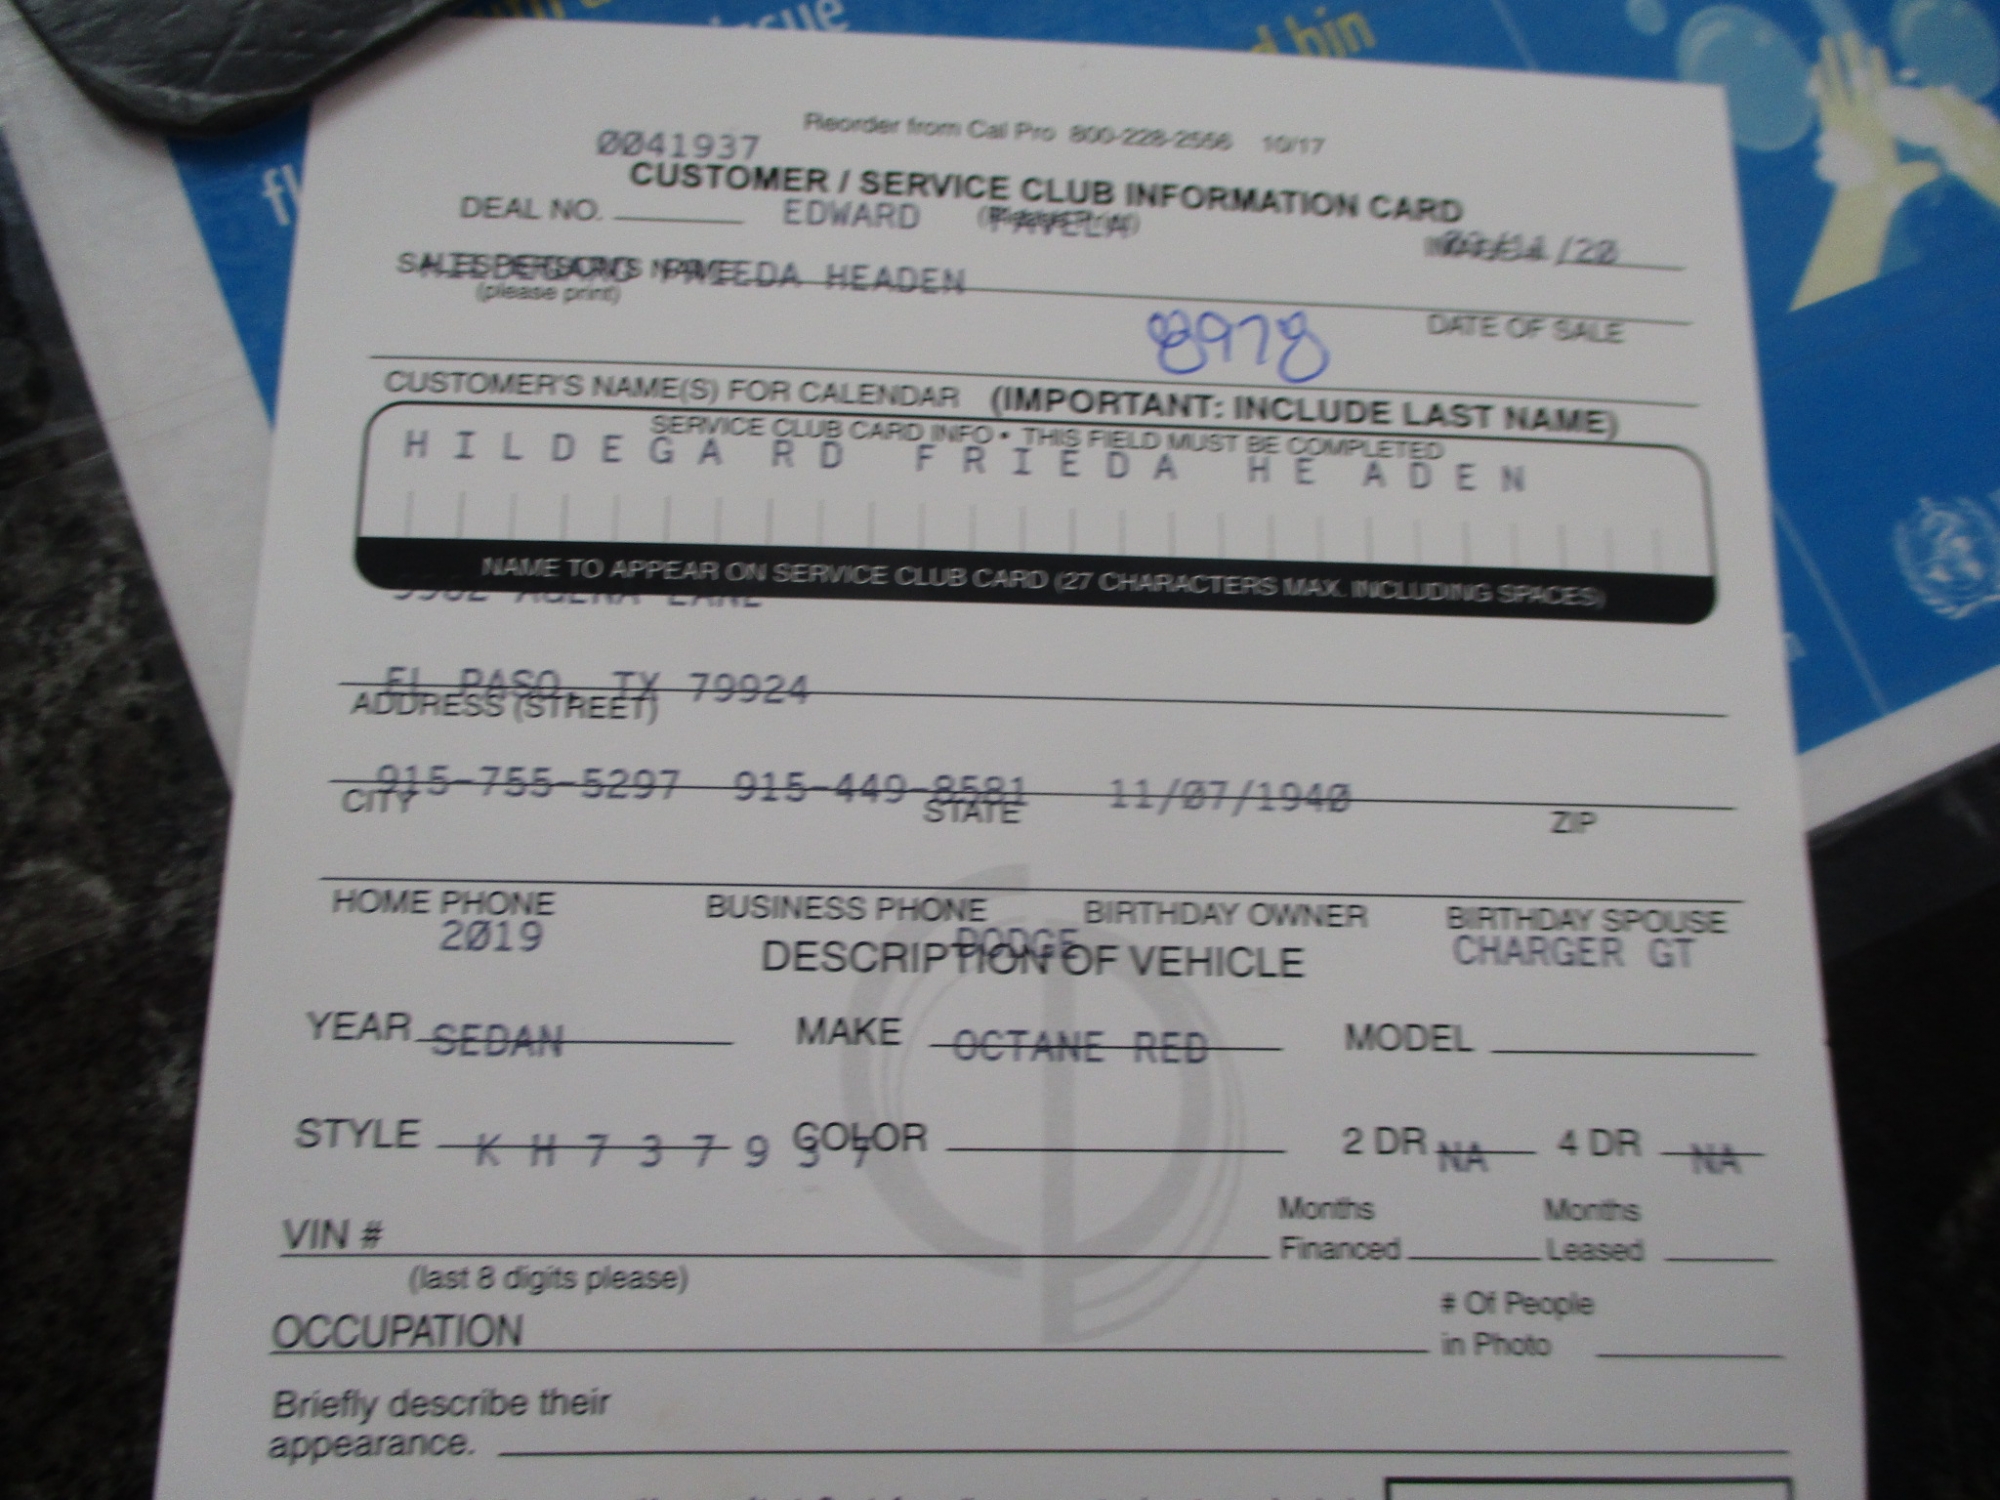 issue
d bin
fl
Reorder from Cal Pro 800-228-2556 10/17
0041937
CUSTOMER / SERVICE CLUB INFORMATION CARD
DEAL NO. EDWARD
/20
HEADEN
(please print)
8978
DATE OF SALE
CUSTOMER'S NAME(S) FOR CALENDAR (IMPORTANT: INCLUDE LAST NAME)
SERVICE CLUB CARD INFO • THIS FIELD MUST BE COMPLETED
HILDEGARD FRIEDA HEADEN
NAME TO APPEAR ON SERVICE CLUB CARD (27 CHARACTERS MAX. INCLUDING SPACES)
EL PASO, TX 79924
ADDRESS (STREET)
915-755-5297 915-449-8581 11/07/1940
CITY STATE ZIP
HOME PHONE BUSINESS PHONE BIRTHDAY OWNER BIRTHDAY SPOUSE
2019 DODGE CHARGER GT
DESCRIPTION OF VEHICLE
YEAR SEDAN MAKE OCTANE RED MODEL
STYLE COLOR 2 DR NA 4 DR NA
K H 7 3 7 9
Months Months
VIN # Financed Leased
(last 8 digits please)
# Of People
OCCUPATION in Photo
Briefly describe their
appearance.